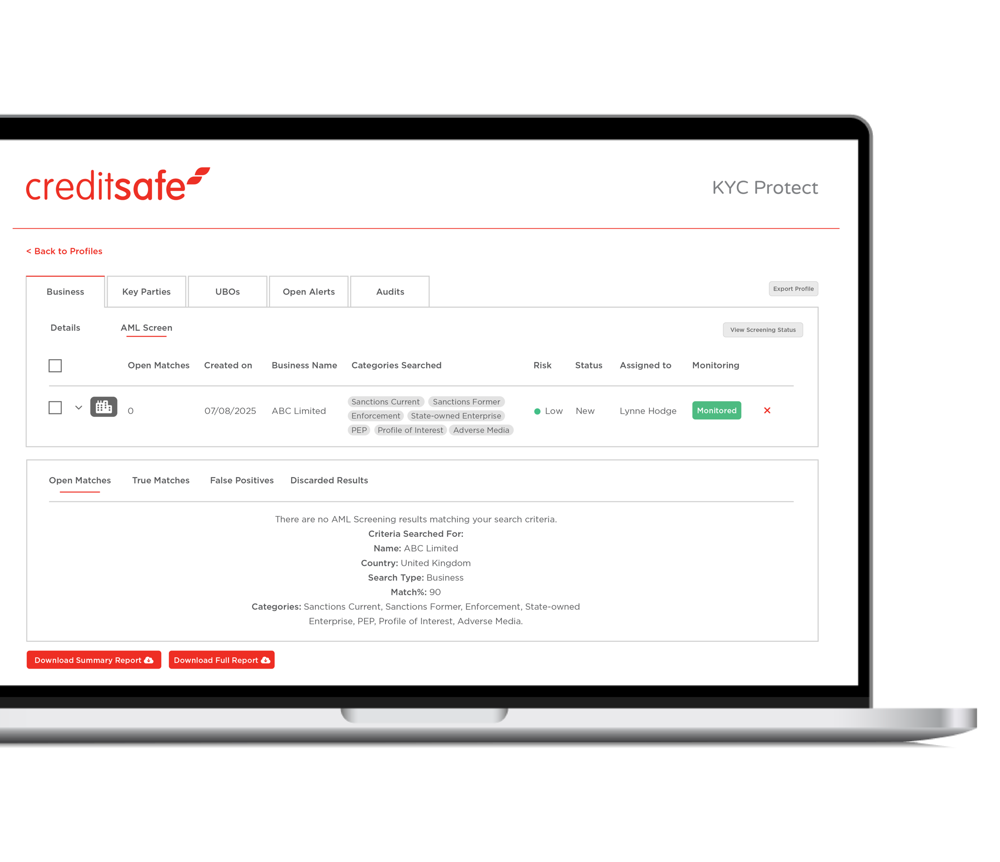 creditsafe
KYC Protect
< Back to Profiles
Business Key Parties UBOs Open Alerts Audits
Export Profile
Details AML Screen
View Screening Status
Open Matches Created on Business Name Categories Searched Risk Status Assigned to Monitoring
0 07/08/2025 ABC Limited
Sanctions Current Sanctions Former
Enforcement State-owned Enterprise
PEP Profile of Interest Adverse Media
Low New Lynne Hodge Monitored
Open Matches True Matches False Positives Discarded Results
There are no AML Screening results matching your search criteria.
Criteria Searched For:
Name: ABC Limited
Country: United Kingdom
Search Type: Business
Match%: 90
Categories: Sanctions Current, Sanctions Former, Enforcement, State-owned
Enterprise, PEP, Profile of Interest, Adverse Media.
Download Summary Report Download Full Report